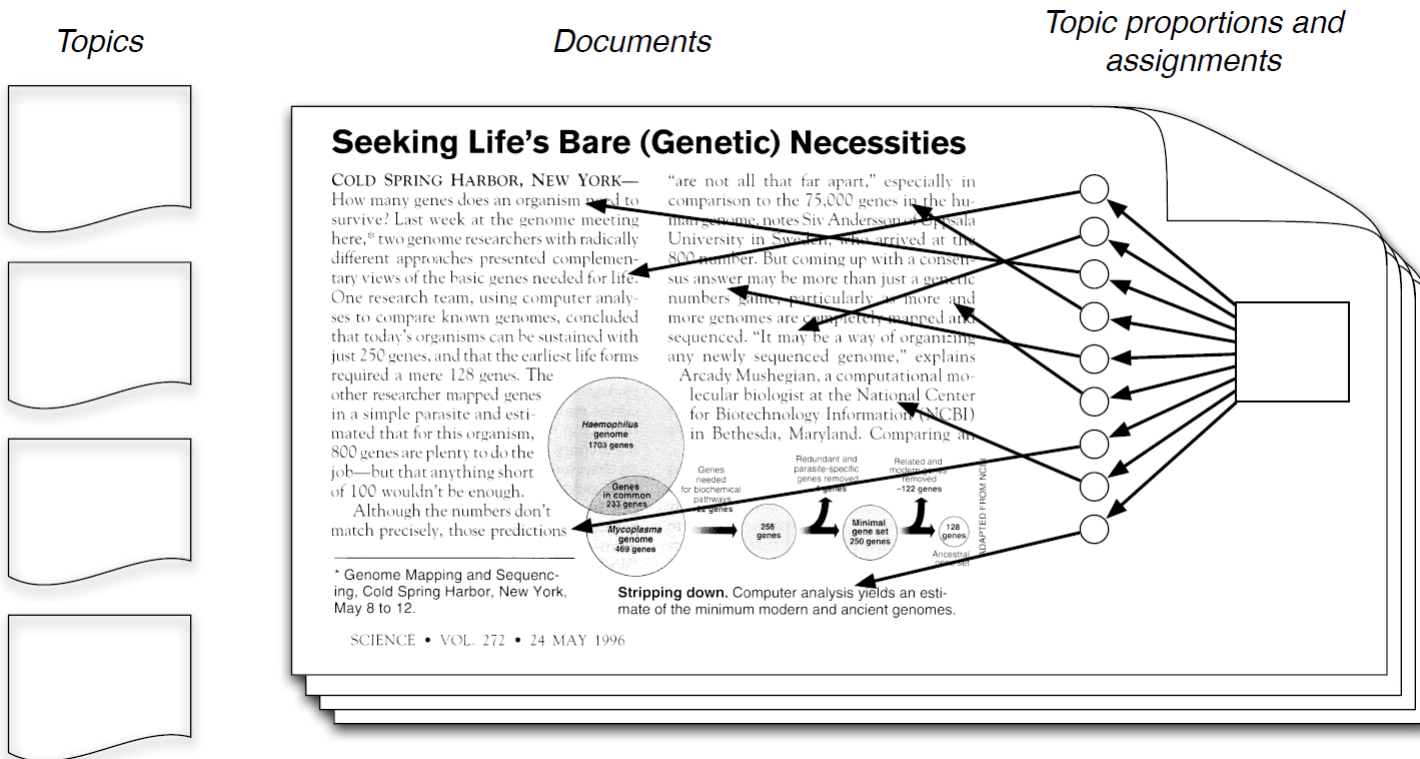 Topics
Documents
Topic proportions and
assignments
Seeking Life's Bare (Genetic) Necessities
COLD SPRING HARBOR, NEW YORK—
How many genes does an organism need to
survive? Last week at the genome meeting
here,* two genome researchers with radically
different approaches presented complemen-
tary views of the basic genes needed for life.
One research team, using computer analy-
ses to compare known genomes, concluded
that today's organisms can be sustained with
just 250 genes, and that the earliest life forms
required a mere 128 genes. The
other researcher mapped genes
in a simple parasite and esti-
mated that for this organism,
800 genes are plenty to do the
job—but that anything short
of 100 wouldn't be enough.
Although the numbers don't
match precisely, those predictions
* Genome Mapping and Sequenc-
ing, Cold Spring Harbor, New York,
May 8 to 12.
"are not all that far apart," especially in
comparison to the 75,000 genes in the hu-
man genome, notes Siv Andersson of Uppsala
University in Sweden, who arrived at the
800 number. But coming up with a consen-
sus answer may be more than just a genetic
numbers game, particularly as more and
more genomes are completely mapped and
sequenced. "It may be a way of organizing
any newly sequenced genome," explains
Arcady Mushegian, a computational mo-
lecular biologist at the National Center
for Biotechnology Information (NCBI)
in Bethesda, Maryland. Comparing an
Haemophilus
genome
1703 genes
Genes
in common
233 genes
Mycoplasma
genome
469 genes
Genes
needed
for biochemical
pathways
genes
256
genes
Redundant and
parasite-specific
genes removed
genes
Minimal
gene set
250 genes
Related and
modern genes
removed
–122 genes
128
genes
Ancestral
gene set
ADAPTED FROM NCBI
Stripping down. Computer analysis yields an esti-
mate of the minimum modern and ancient genomes.
SCIENCE • VOL. 272 • 24 MAY 1996